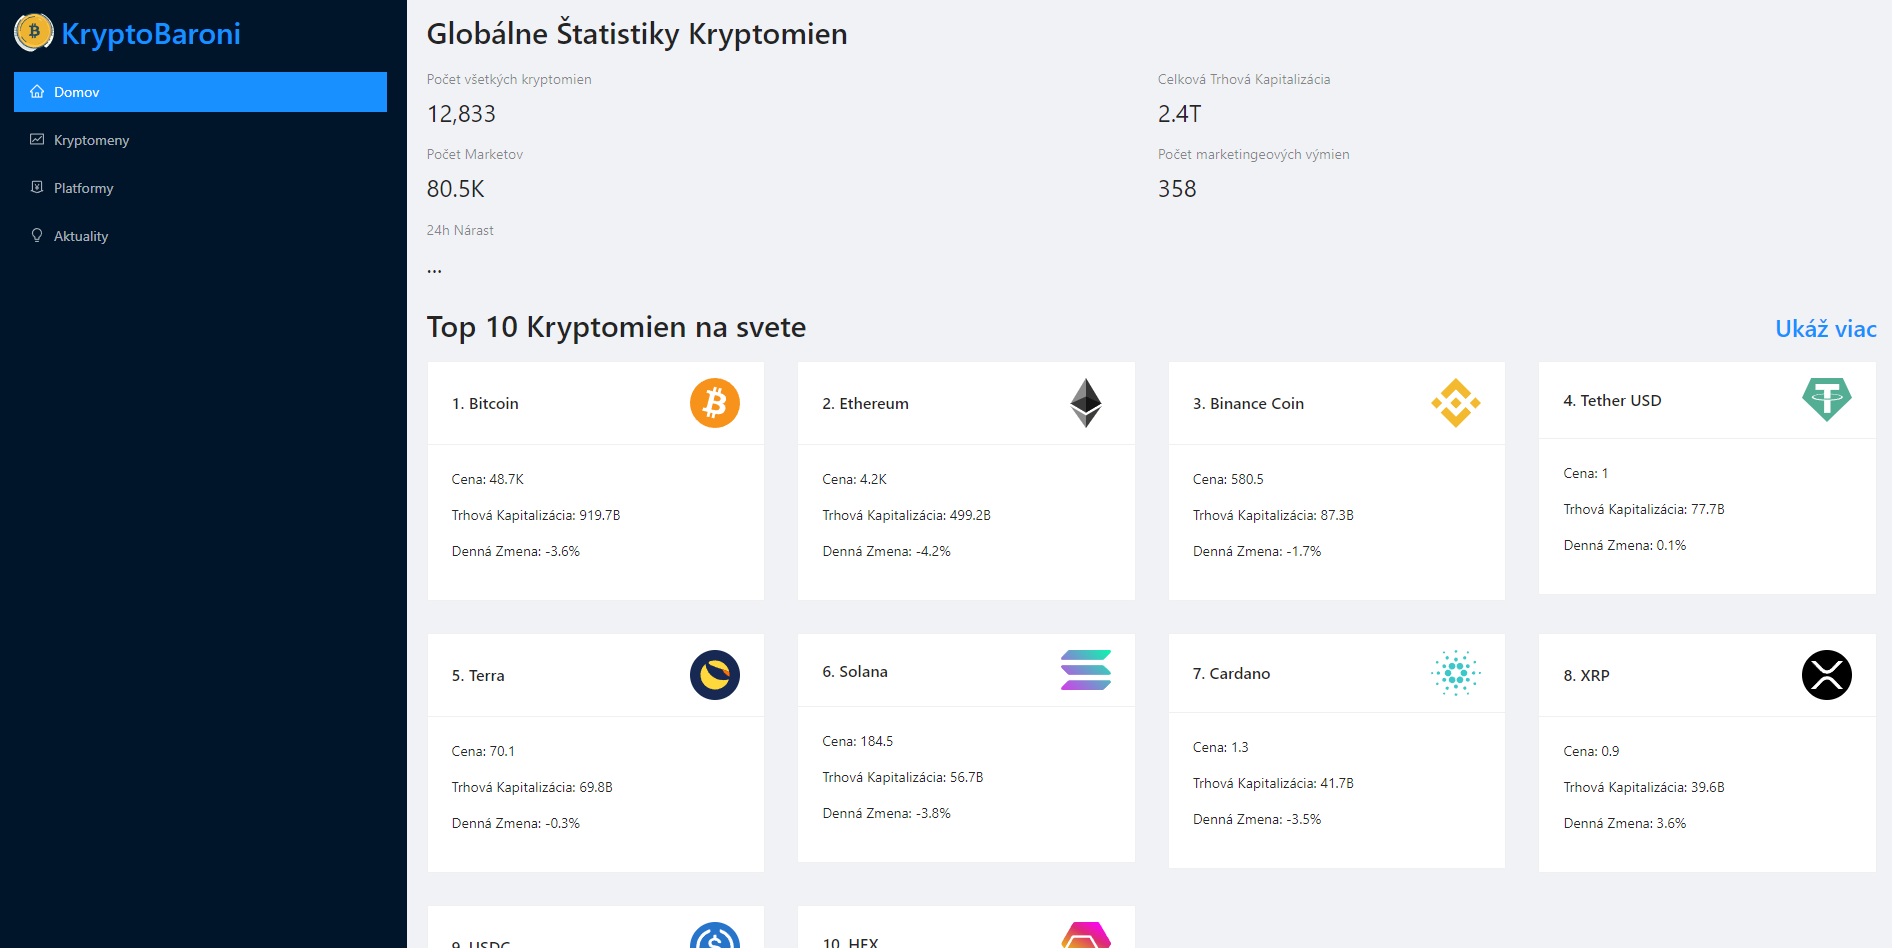 KryptoBaroni
Domov
Kryptomeny
Platformy
Aktuality
Globálne Štatistiky Kryptomien
Počet všetkých kryptomien
12,833
Celková Trhová Kapitalizácia
2.4T
Počet Marketov
80.5K
Počet marketingeových výmien
358
24h Nárast
...
Top 10 Kryptomien na svete
Ukáž viac
1. Bitcoin
Cena: 48.7K
Trhová Kapitalizácia: 919.7B
Denná Zmena: -3.6%
2. Ethereum
Cena: 4.2K
Trhová Kapitalizácia: 499.2B
Denná Zmena: -4.2%
3. Binance Coin
Cena: 580.5
Trhová Kapitalizácia: 87.3B
Denná Zmena: -1.7%
4. Tether USD
Cena: 1
Trhová Kapitalizácia: 77.7B
Denná Zmena: 0.1%
5. Terra
Cena: 70.1
Trhová Kapitalizácia: 69.8B
Denná Zmena: -0.3%
6. Solana
Cena: 184.5
Trhová Kapitalizácia: 56.7B
Denná Zmena: -3.8%
7. Cardano
Cena: 1.3
Trhová Kapitalizácia: 41.7B
Denná Zmena: -3.5%
8. XRP
Cena: 0.9
Trhová Kapitalizácia: 39.6B
Denná Zmena: 3.6%
9. USDC
10. HEX